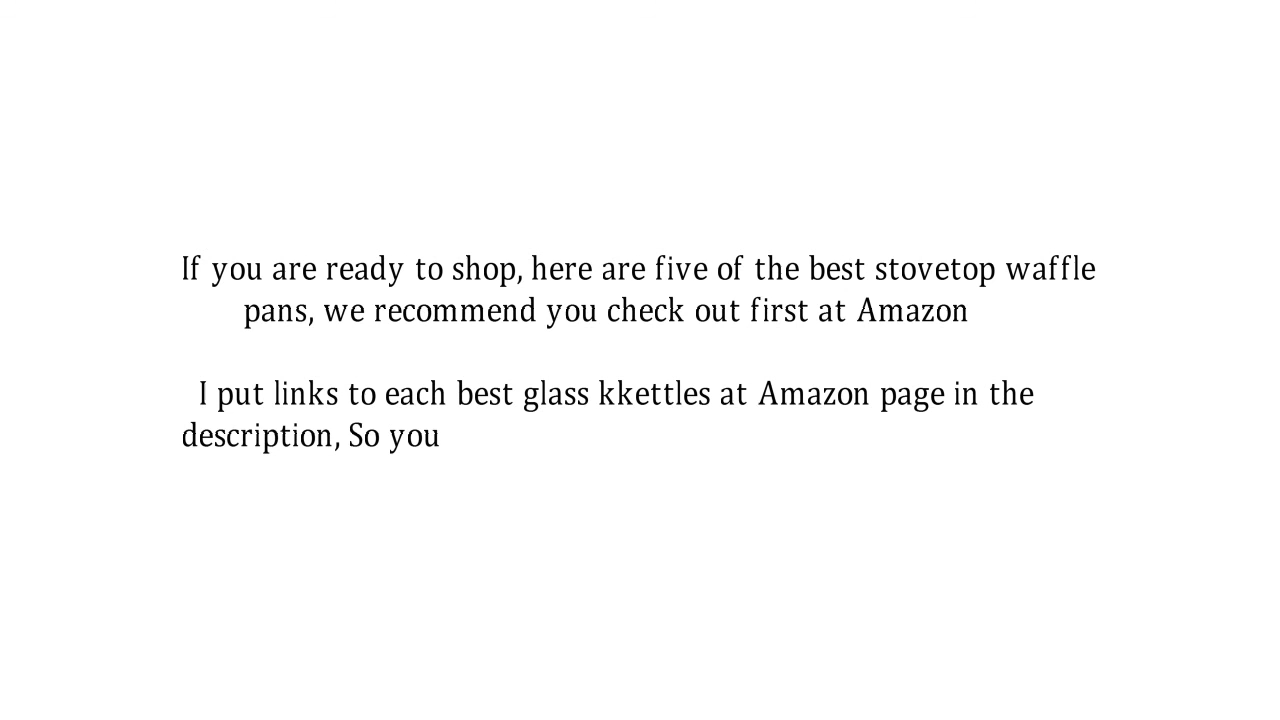 If you are ready to shop, here are five of the best stovetop waffle
pans, we recommend you check out first at Amazon
I put links to each best glass kkettles at Amazon page in the
description, So you